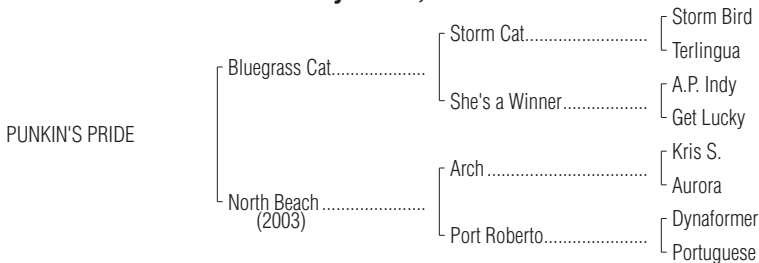 Storm Bird
Storm Cat....................
Terlingua
Bluegrass Cat....................
A.P. Indy
She's a Winner..................
Get Lucky
PUNKIN'S PRIDE
Kris S.
Arch ..........................
Aurora
North Beach ......................
(2003)
Dynaformer
Port Roberto......................
Portuguese